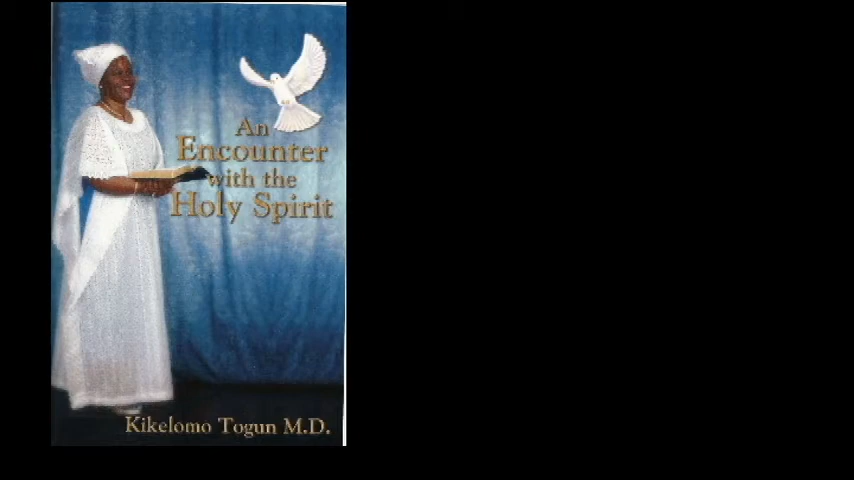 An
Encounter
with the
Holy Spirit
Kikelomo Togun M.D.